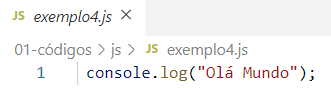 JS exemplo4.js ×
01-códigos > js > JS exemplo4.js
1 console.log("Olá Mundo");